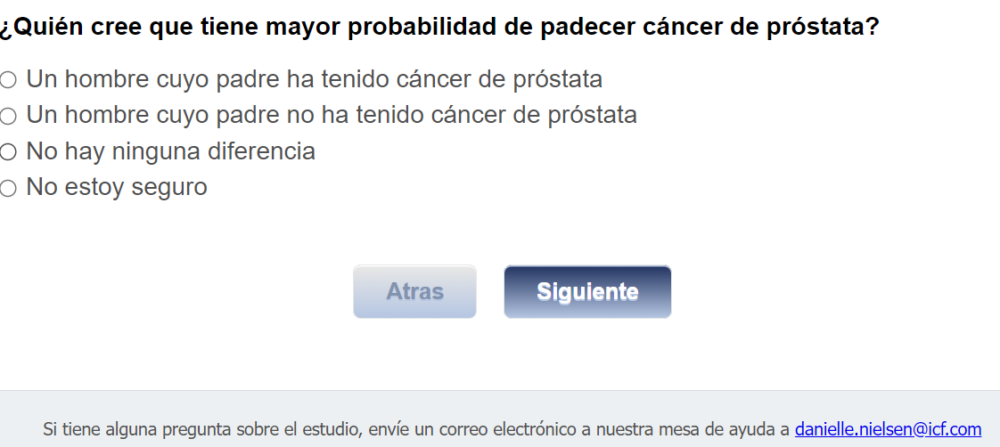 ¿Quién cree que tiene mayor probabilidad de padecer cáncer de próstata?
Un hombre cuyo padre ha tenido cáncer de próstata
Un hombre cuyo padre no ha tenido cáncer de próstata
No hay ninguna diferencia
No estoy seguro
Atras Siguiente
Si tiene alguna pregunta sobre el estudio, envíe un correo electrónico a nuestra mesa de ayuda a danielle.nielsen@icf.com